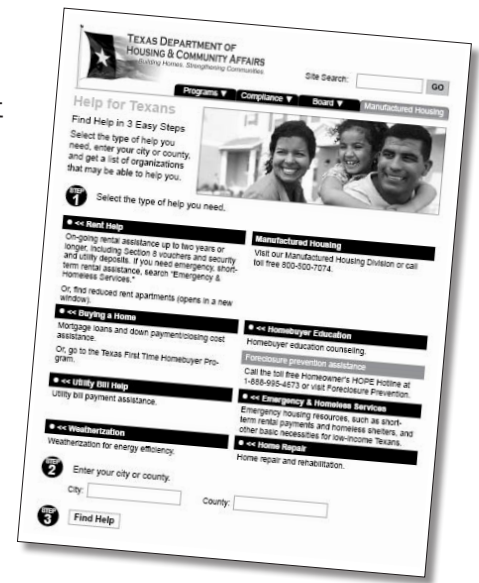 TEXAS DEPARTMENT OF
HOUSING & COMMUNITY AFFAIRS
Building Homes. Strengthening Communities
Site Search:
GO
Programs ▼
Compliance ▼
Board ▼
Manufactured Housing
Help for Texans
Find Help in 3 Easy Steps
Select the type of help you
need, enter your city or county,
and get a list of organizations
that may be able to help you.
STEP
1
Select the type of help you need.
● << Rent Help
On-going rental assistance up to two years or
longer, including Section 8 vouchers and security
and utility deposits. If you need emergency, short-
term rental assistance, search "Emergency &
Homeless Services."
Or, find reduced rent apartments (opens in a new
window).
Manufactured Housing
Visit our Manufactured Housing Division or call
toll free 800-500-7074.
● << Buying a Home
Mortgage loans and down payment/closing cost
assistance.
Or, go to the Texas First Time Homebuyer Pro-
gram.
● << Homebuyer Education
Homebuyer education counseling.
Foreclosure prevention assistance
Call the toll free Homeowner's HOPE Hotline at
1-888-995-4673 or visit Foreclosure Prevention.
● << Utility Bill Help
Utility bill payment assistance.
● << Emergency & Homeless Services
Emergency housing resources, such as short-
term rental payments and homeless shelters, and
other basic necessities for low-income Texans.
● << Weatherization
Weatherization for energy efficiency.
● << Home Repair
Home repair and rehabilitation.
STEP
2
Enter your city or county.
City:
County:
STEP
3
Find Help